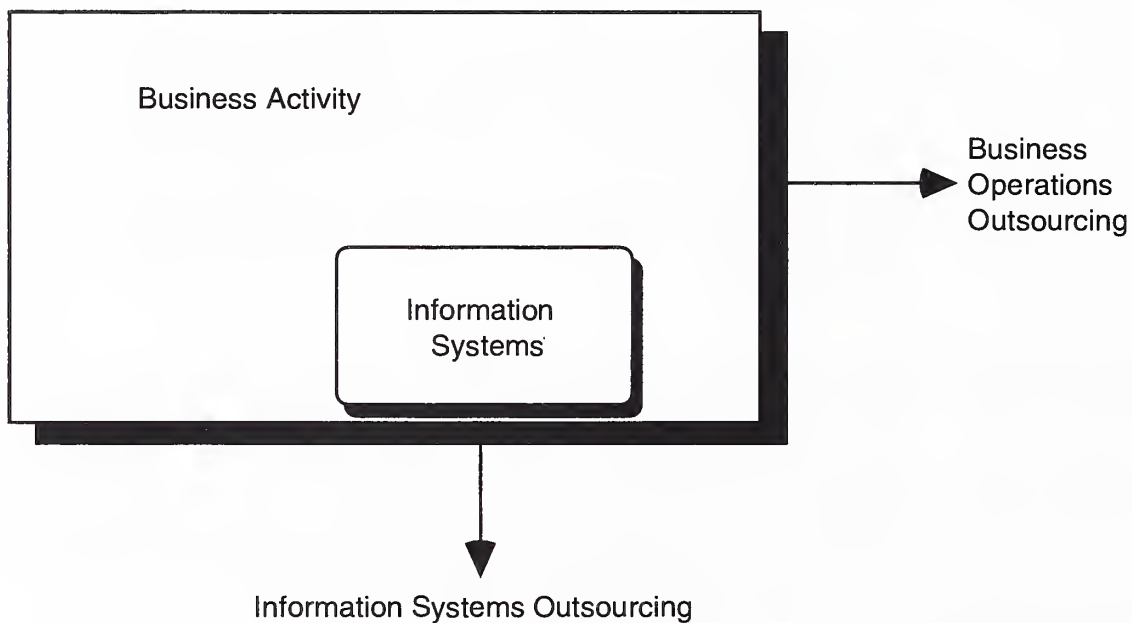 Business Activity
Business
Operations
Outsourcing
Information
Systems
Information Systems Outsourcing